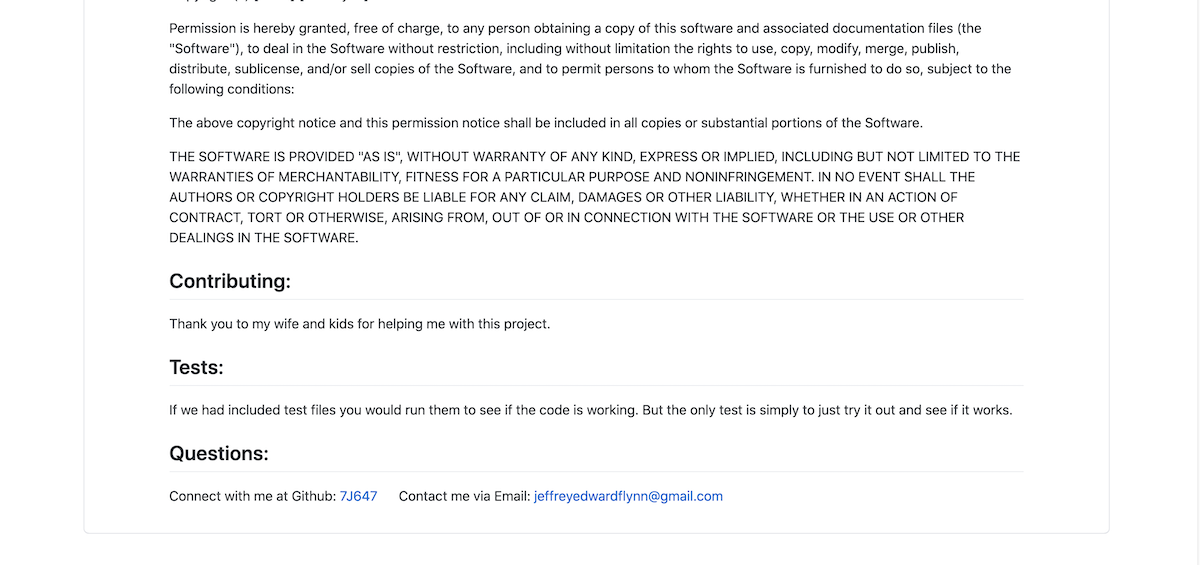 Permission is hereby granted, free of charge, to any person obtaining a copy of this software and associated documentation files (the
"Software"), to deal in the Software without restriction, including without limitation the rights to use, copy, modify, merge, publish,
distribute, sublicense, and/or sell copies of the Software, and to permit persons to whom the Software is furnished to do so, subject to the
following conditions:
The above copyright notice and this permission notice shall be included in all copies or substantial portions of the Software.
THE SOFTWARE IS PROVIDED "AS IS", WITHOUT WARRANTY OF ANY KIND, EXPRESS OR IMPLIED, INCLUDING BUT NOT LIMITED TO THE
WARRANTIES OF MERCHANTABILITY, FITNESS FOR A PARTICULAR PURPOSE AND NONINFRINGEMENT. IN NO EVENT SHALL THE
AUTHORS OR COPYRIGHT HOLDERS BE LIABLE FOR ANY CLAIM, DAMAGES OR OTHER LIABILITY, WHETHER IN AN ACTION OF
CONTRACT, TORT OR OTHERWISE, ARISING FROM, OUT OF OR IN CONNECTION WITH THE SOFTWARE OR THE USE OR OTHER
DEALINGS IN THE SOFTWARE.
Contributing:
Thank you to my wife and kids for helping me with this project.
Tests:
If we had included test files you would run them to see if the code is working. But the only test is simply to just try it out and see if it works.
Questions:
Connect with me at Github: 7J647 Contact me via Email: jeffreyedwardflynn@gmail.com